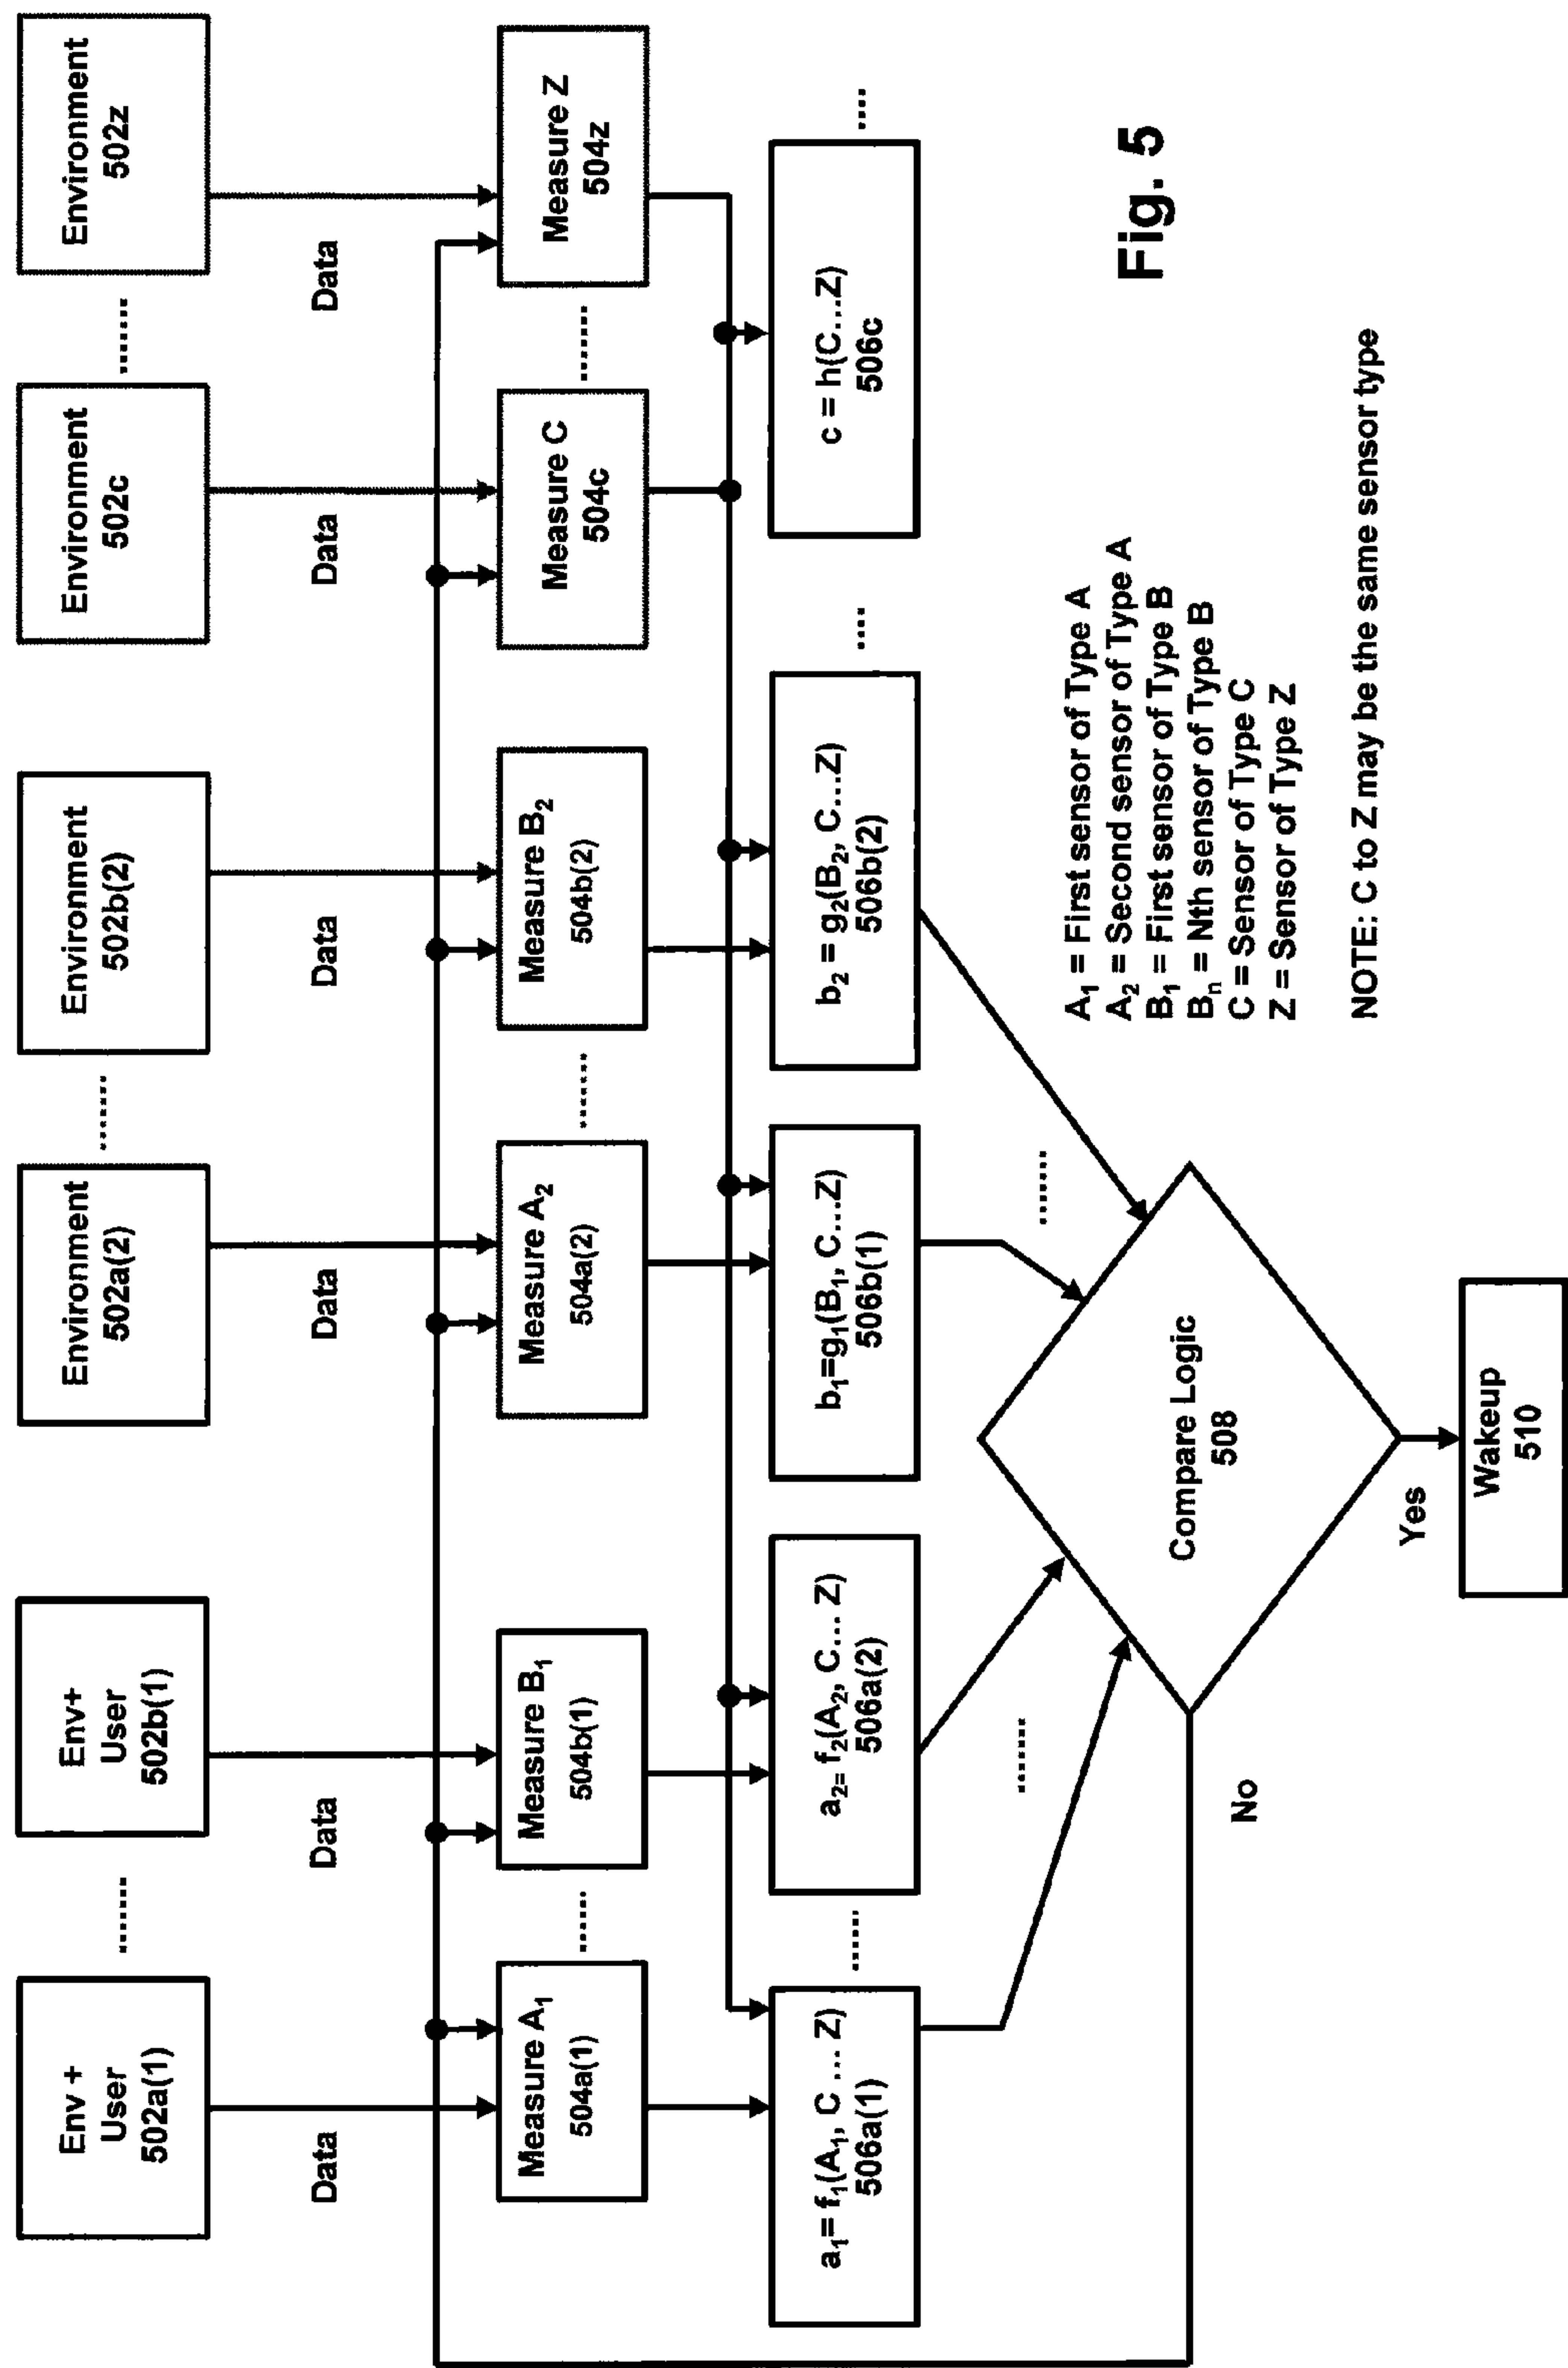 Env +
User
502a(1)
.......
Env+
User
502b(1)
Environment
502a(2)
.......
Environment
502b(2)
Environment
502c
.......
Environment
502z
Data
Data
Data
Data
Data
Data
Measure A₁
504a(1)
......
Measure B₁
504b(1)
Measure A₂
504a(2)
.......
Measure B₂
504b(2)
Measure C
504c
.......
Measure Z
504z
a₁= f₁(A₁, C ... Z)
506a(1)
......
a₂= f₂(A₂, C... Z)
506a(2)
b₁=g₁(B₁, C...Z)
506b(1)
b₂ = g₂(B₂, C...Z)
506b(2)
....
c = h(C...Z)
506c
....
.......
.......
Compare Logic
508
No
Yes
Wakeup
510
A₁ = First sensor of Type A
A₂ = Second sensor of Type A
B₁ = First sensor of Type B
Bₙ = Nth sensor of Type B
C = Sensor of Type C
Z = Sensor of Type Z
NOTE: C to Z may be the same sensor type
Fig. 5